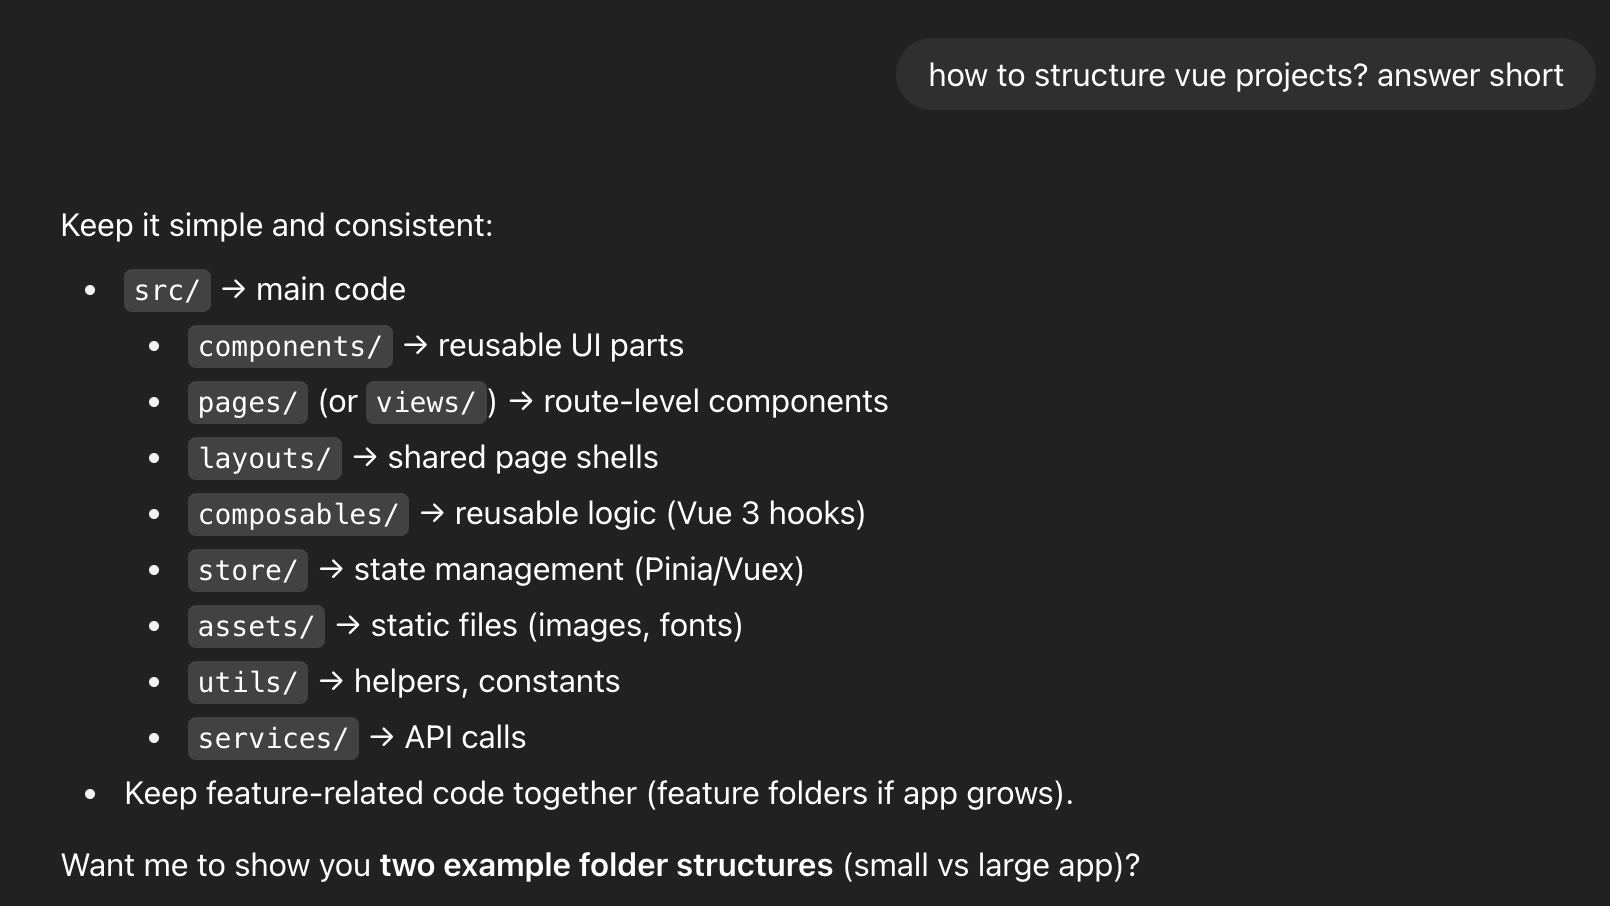 how to structure vue projects? answer short
Keep it simple and consistent:
• src/ → main code
• components/ → reusable UI parts
• pages/ (or views/) → route-level components
• layouts/ → shared page shells
• composables/ → reusable logic (Vue 3 hooks)
• store/ → state management (Pinia/Vuex)
• assets/ → static files (images, fonts)
• utils/ → helpers, constants
• services/ → API calls
• Keep feature-related code together (feature folders if app grows).
Want me to show you two example folder structures (small vs large app)?